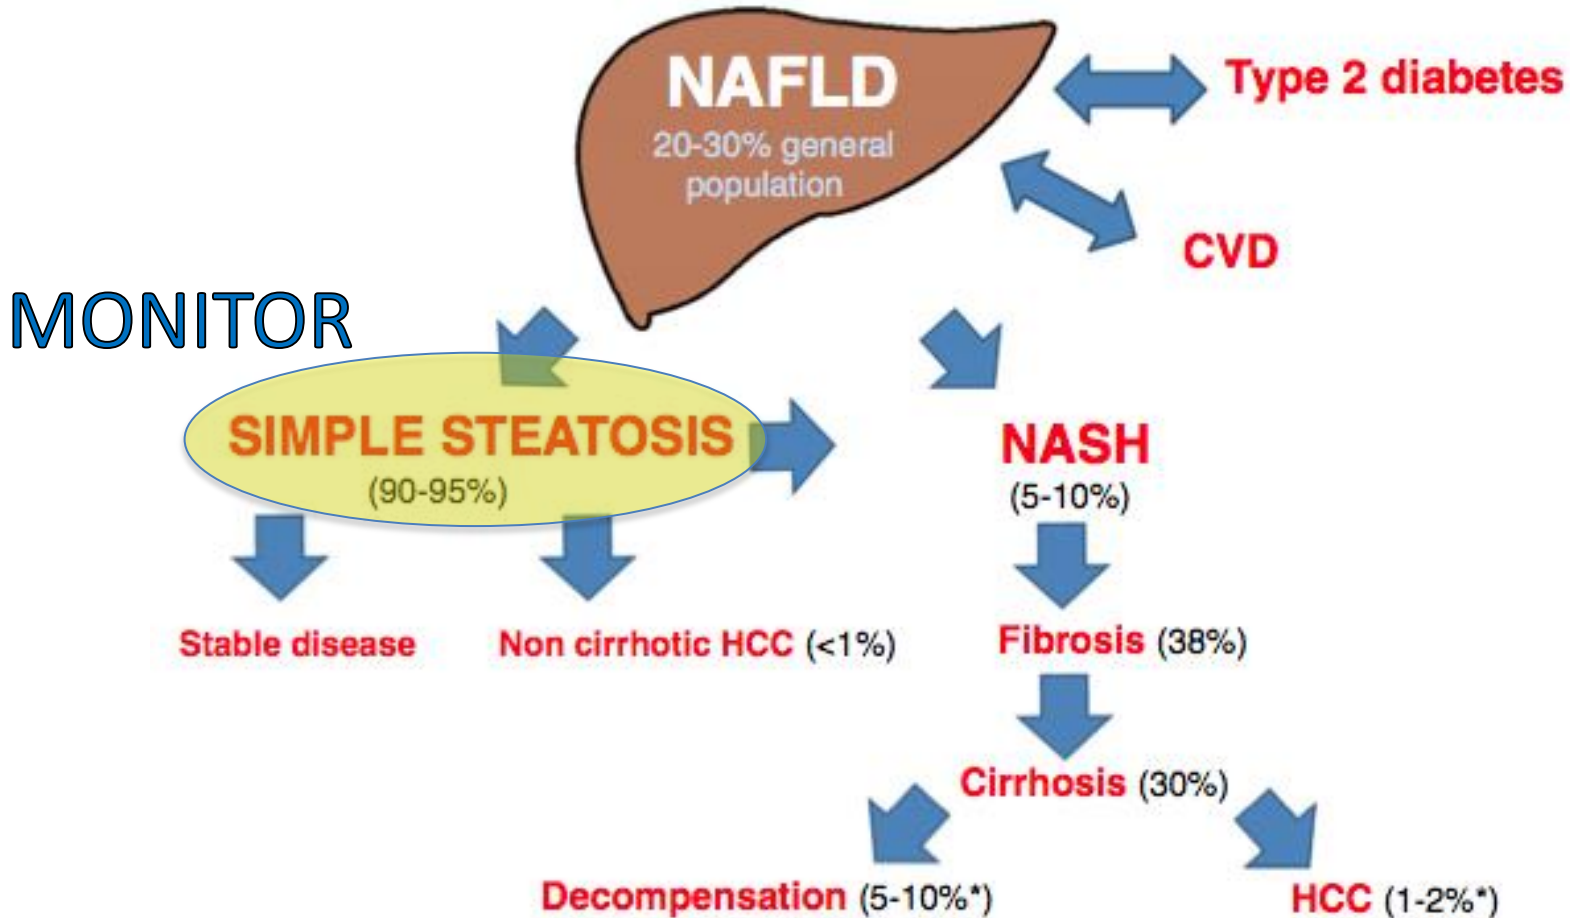 NAFLD
20-30% general
population
Type 2 diabetes
CVD
MONITOR
SIMPLE STEATOSIS
(90-95%)
NASH
(5-10%)
Stable disease
Non cirrhotic HCC (<1%)
Fibrosis (38%)
Cirrhosis (30%)
Decompensation (5-10%*)
HCC (1-2%*)